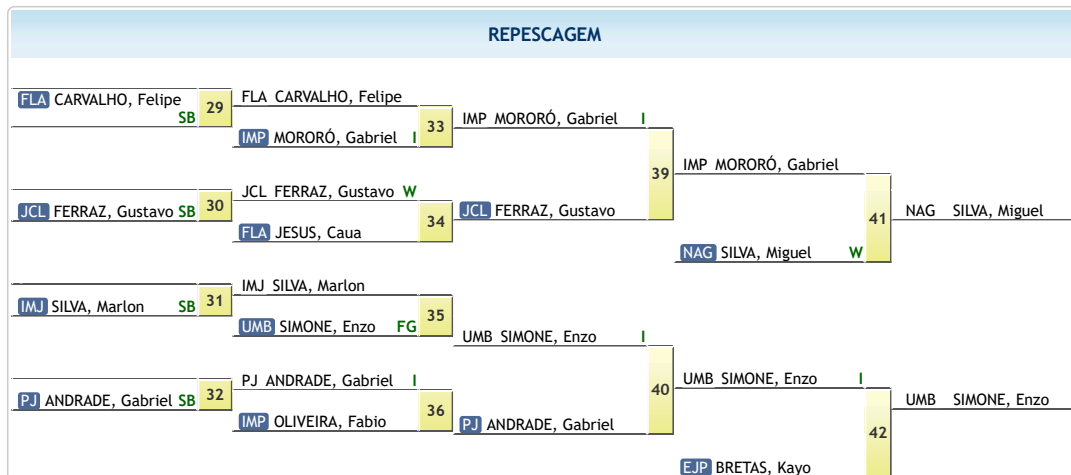 REPESCAGEM
FLA CARVALHO, Felipe
SB
29
FLA CARVALHO, Felipe
IMP MORORÓ, Gabriel I
33
IMP MORORÓ, Gabriel I
JCL FERRAZ, Gustavo SB
30
JCL FERRAZ, Gustavo W
FLA JESUS, Caua
34
JCL FERRAZ, Gustavo
39
IMP MORORÓ, Gabriel
NAG SILVA, Miguel W
41
NAG SILVA, Miguel
IMJ SILVA, Marlon SB
31
IMJ SILVA, Marlon
UMB SIMONE, Enzo FG
35
UMB SIMONE, Enzo I
PJ ANDRADE, Gabriel SB
32
PJ ANDRADE, Gabriel I
IMP OLIVEIRA, Fabio
36
PJ ANDRADE, Gabriel
40
UMB SIMONE, Enzo I
EJP BRETAS, Kayo
42
UMB SIMONE, Enzo